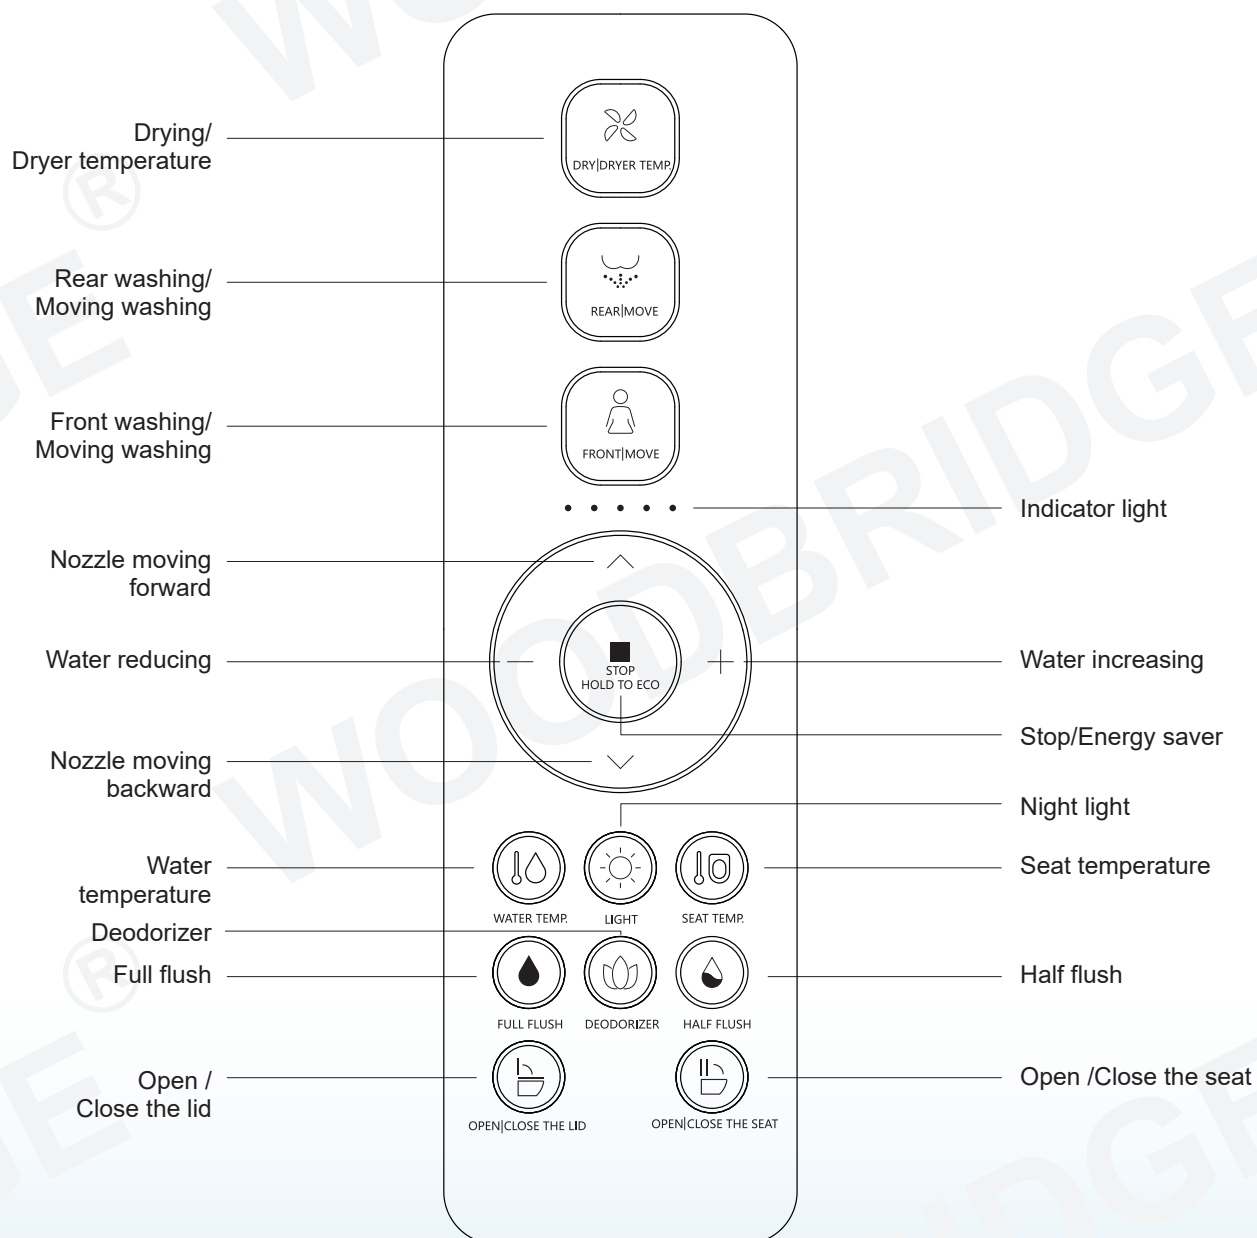 Drying/
Dryer temperature
DRY|DRYER TEMP.
Rear washing/
Moving washing
REAR|MOVE
Front washing/
Moving washing
FRONT|MOVE
Indicator light
Nozzle moving
forward
Water reducing
STOP
HOLD TO ECO
Water increasing
Stop/Energy saver
Nozzle moving
backward
Night light
Water
temperature
Seat temperature
WATER TEMP.
LIGHT
SEAT TEMP.
Deodorizer
Full flush
Half flush
FULL FLUSH
DEODORIZER
HALF FLUSH
Open /
Close the lid
Open /Close the seat
OPEN|CLOSE THE LID
OPEN|CLOSE THE SEAT
WOODBRIDGE
®
®